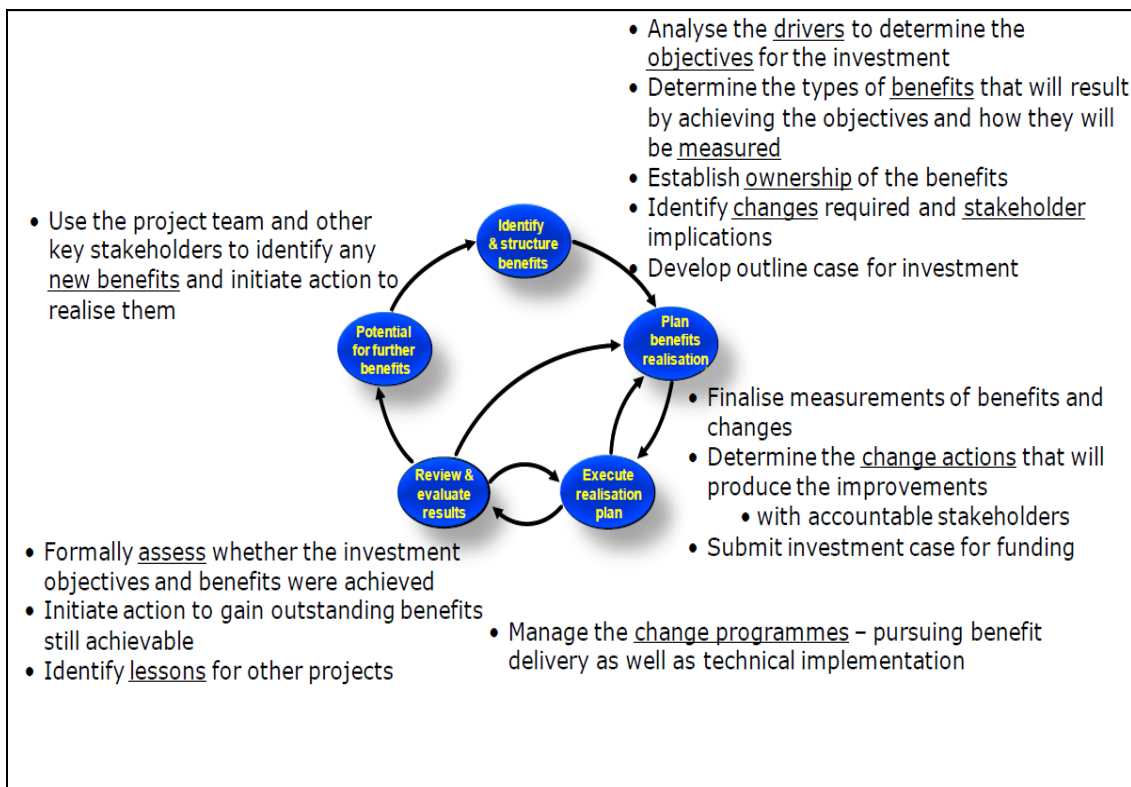 • Analyse the drivers to determine the
objectives for the investment
• Determine the types of benefits that will result
by achieving the objectives and how they will
be measured
• Establish ownership of the benefits
• Identify changes required and stakeholder
implications
• Develop outline case for investment
• Use the project team and other
key stakeholders to identify any
new benefits and initiate action to
realise them
Identify
& structure
benefits
Potential
for further
benefits
Plan
benefits
realisation
Review &
evaluate
results
Execute
realisation
plan
• Finalise measurements of benefits and
changes
• Determine the change actions that will
produce the improvements
• with accountable stakeholders
• Submit investment case for funding
• Formally assess whether the investment
objectives and benefits were achieved
• Initiate action to gain outstanding benefits
still achievable
• Identify lessons for other projects
• Manage the change programmes – pursuing benefit
delivery as well as technical implementation